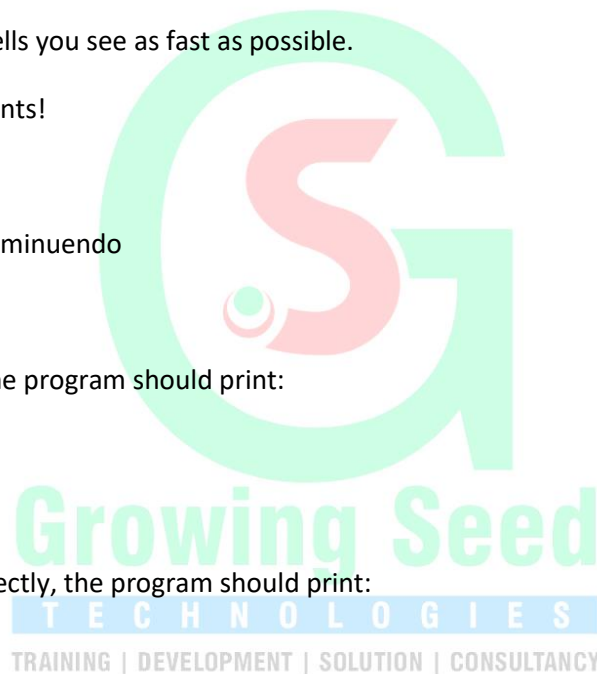 ells you see as fast as possible.
nts!
minuendo
ne program should print:
Growing Seed
ectly, the program should print:
TECHNOLOGIES
TRAINING | DEVELOPMENT | SOLUTION | CONSULTANCY